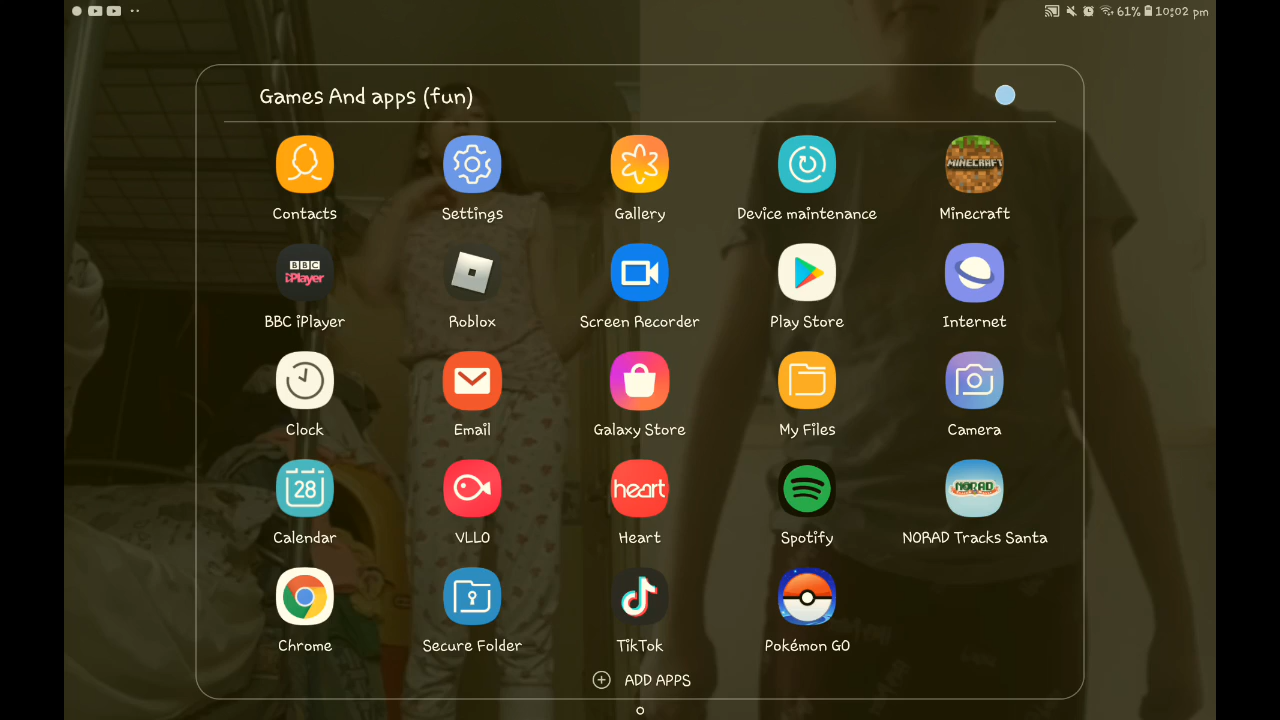 61% 10:02 pm
Games And apps (fun)
MINECRAFT
Contacts Settings Gallery Device maintenance Minecraft
BBC
iPlayer
BBC iPlayer Roblox Screen Recorder Play Store Internet
Clock Email Galaxy Store My Files Camera
28 heart NORAD
Calendar VLLO Heart Spotify NORAD Tracks Santa
Chrome Secure Folder TikTok Pokémon GO
ADD APPS